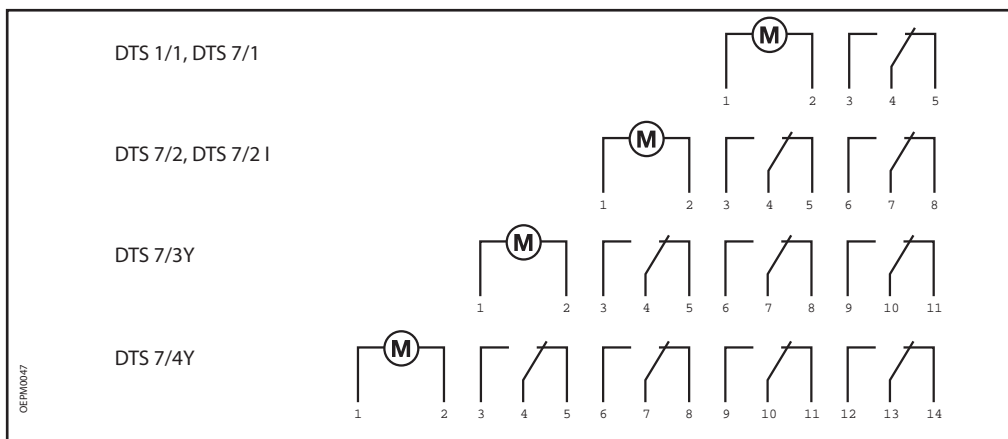 DTS 1/1, DTS 7/1
M
1 2 3 4 5
DTS 7/2, DTS 7/2 I
M
1 2 3 4 5 6 7 8
DTS 7/3Y
M
1 2 3 4 5 6 7 8 9 10 11
DTS 7/4Y
M
1 2 3 4 5 6 7 8 9 10 11 12 13 14
OEPM0047